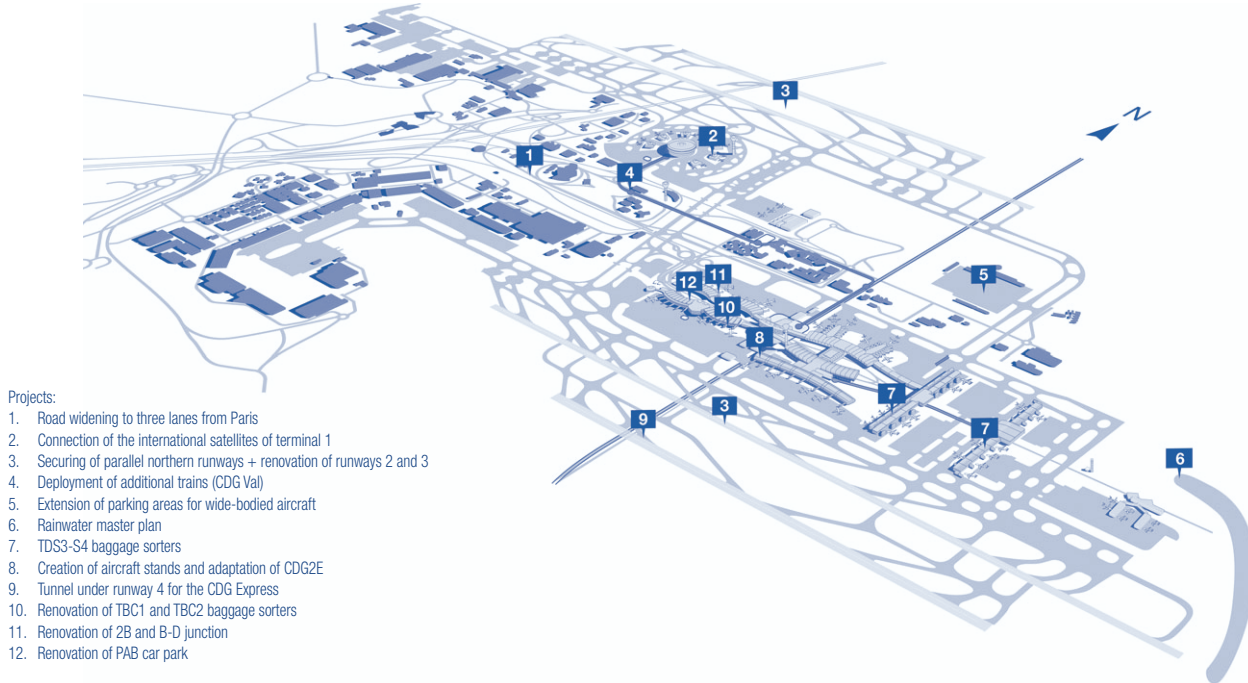 3
N
2
1
4
11
5
12
10
8
7
3
9
7
6
Projects:
1. Road widening to three lanes from Paris
2. Connection of the international satellites of terminal 1
3. Securing of parallel northern runways + renovation of runways 2 and 3
4. Deployment of additional trains (CDG Val)
5. Extension of parking areas for wide-bodied aircraft
6. Rainwater master plan
7. TDS3-S4 baggage sorters
8. Creation of aircraft stands and adaptation of CDG2E
9. Tunnel under runway 4 for the CDG Express
10. Renovation of TBC1 and TBC2 baggage sorters
11. Renovation of 2B and B-D junction
12. Renovation of PAB car park